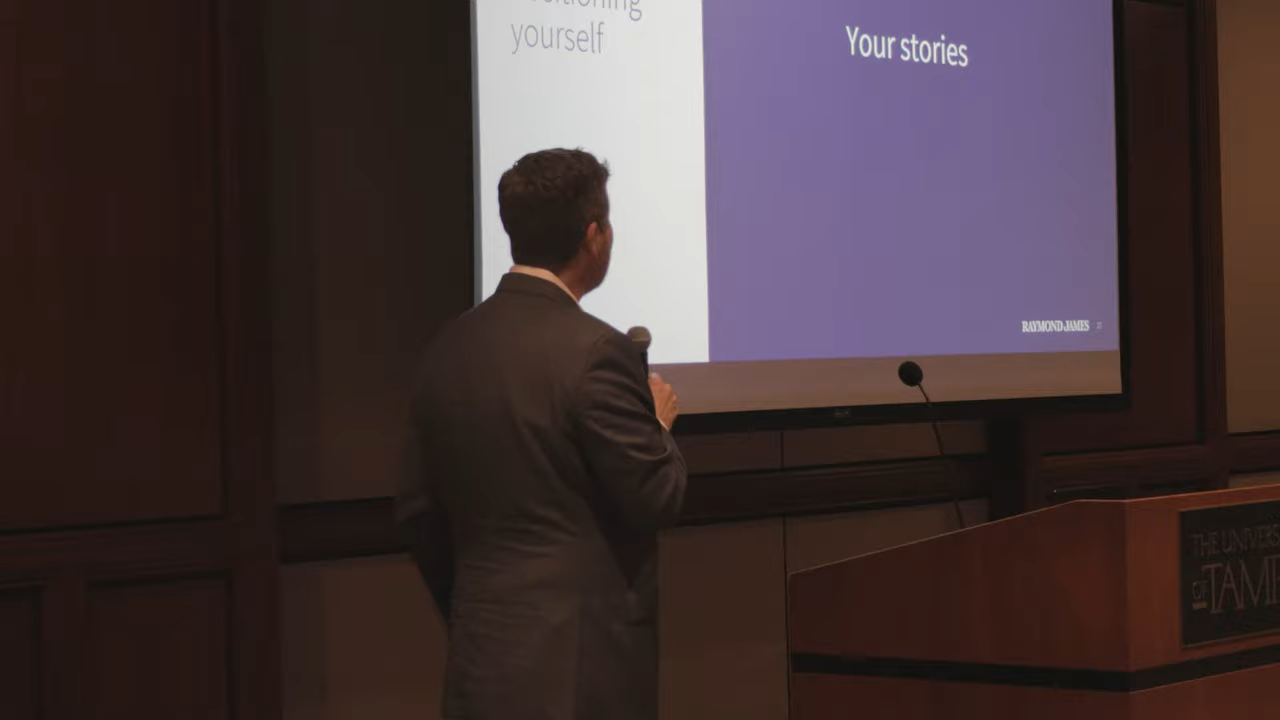 yourself
Your stories
RAYMOND JAMES
THE UNIVERS
OF
TAMP